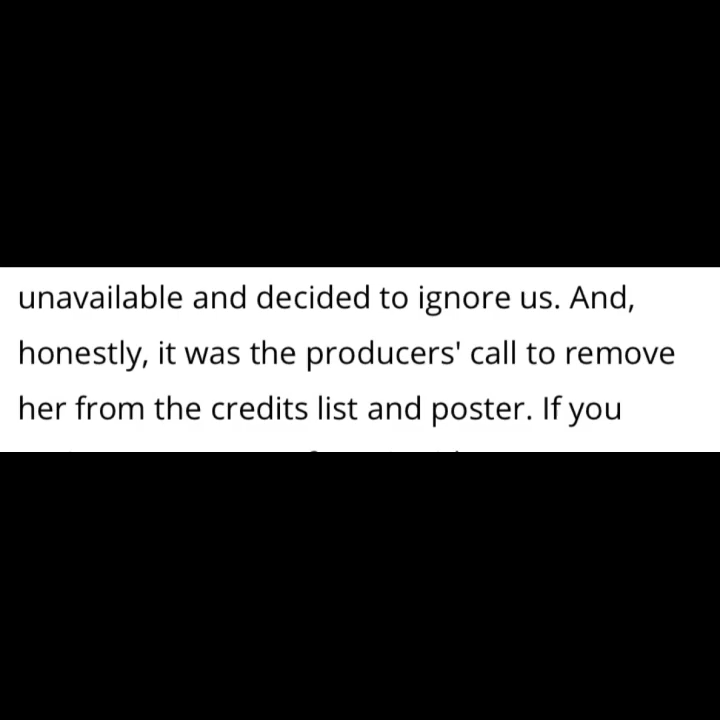 unavailable and decided to ignore us. And,
honestly, it was the producers' call to remove
her from the credits list and poster. If you